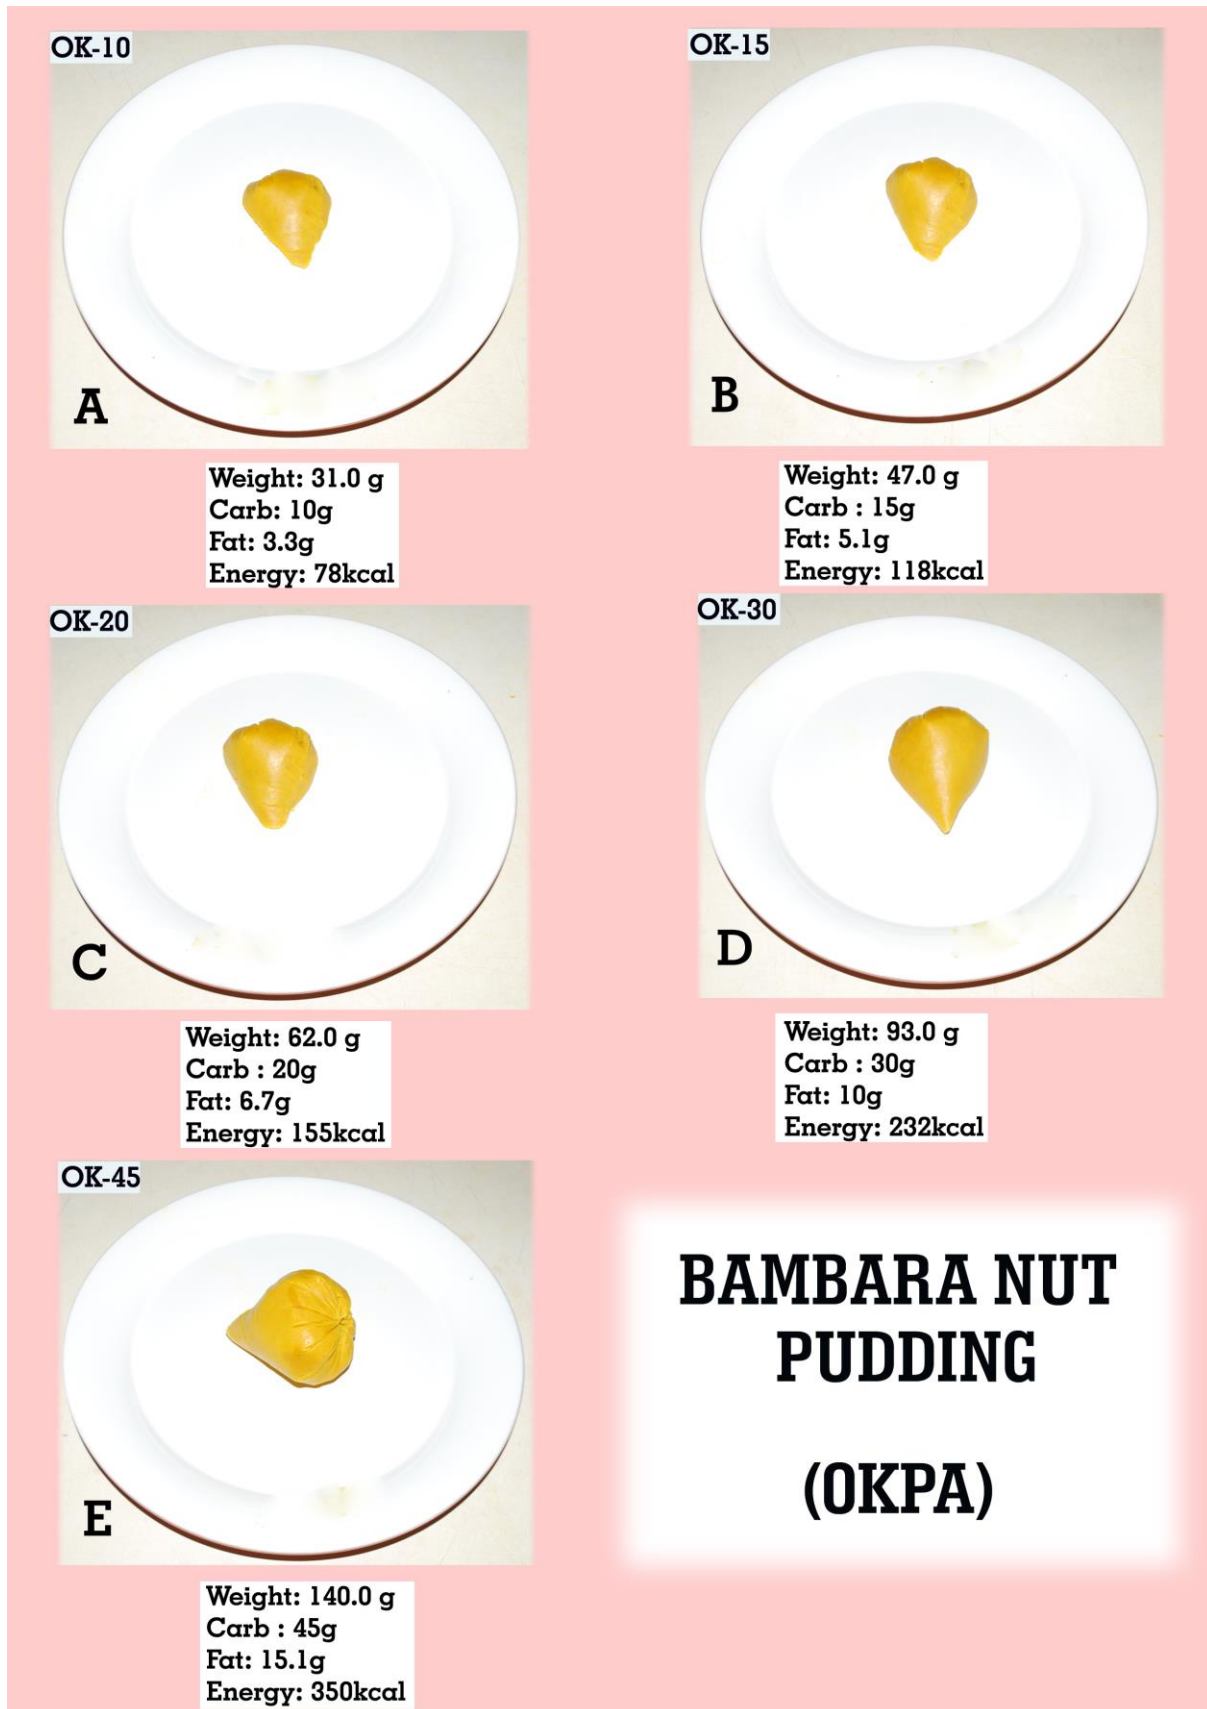 OK-10
A
Weight: 31.0 g
Carb: 10g
Fat: 3.3g
Energy: 78kcal
OK-15
B
Weight: 47.0 g
Carb : 15g
Fat: 5.1g
Energy: 118kcal
OK-20
C
Weight: 62.0 g
Carb : 20g
Fat: 6.7g
Energy: 155kcal
OK-30
D
Weight: 93.0 g
Carb : 30g
Fat: 10g
Energy: 232kcal
OK-45
E
Weight: 140.0 g
Carb : 45g
Fat: 15.1g
Energy: 350kcal
BAMBARA NUT
PUDDING
(OKPA)